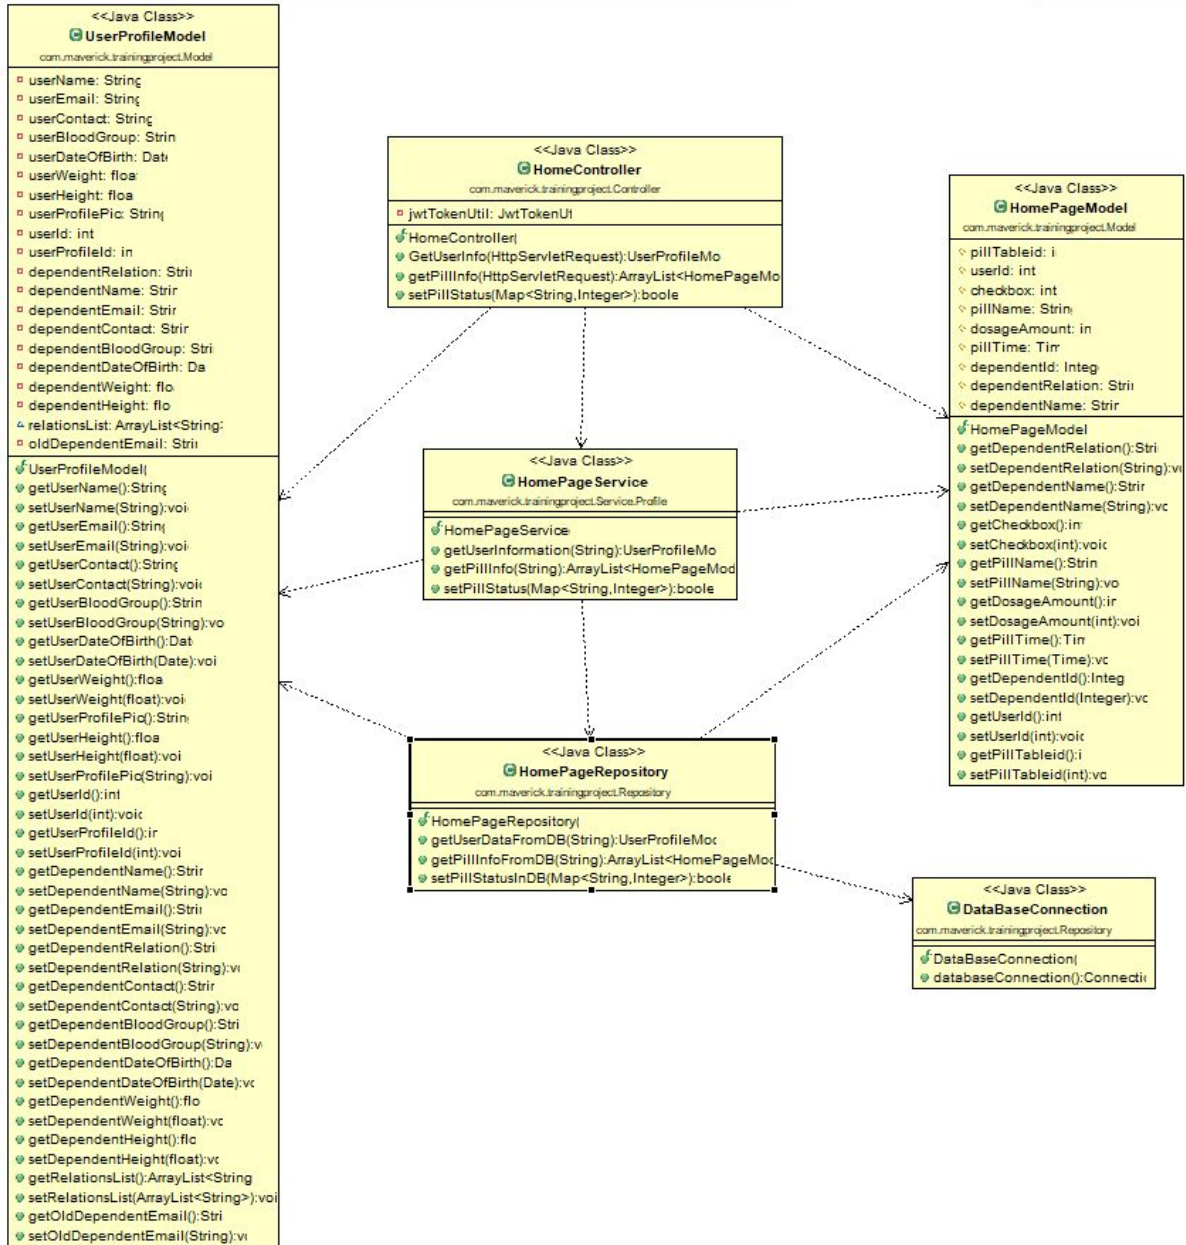 <<Java Class>>
UserProfileModel
com.maverick.trainingproject.Model
userName: String
userEmail: String
userContact: String
userBloodGroup: Strin
userDateOfBirth: Dat
userWeight: floa
userHeight: floa
userProfilePic: String
userId: int
userProfileId: in
dependentRelation: Stri
dependentName: Strir
dependentEmail: Strir
dependentContact: Strir
dependentBloodGroup: Stri
dependentDateOfBirth: Da
dependentWeight: flo
dependentHeight: flo
relationsList: ArrayList<String
oldDependentEmail: Stri
UserProfileModel(
getUserName():String
setUserName(String):voi
getUserEmail():String
setUserEmail(String):voi
getUserContact():String
setUserContact(String):voi
getUserBloodGroup():Strin
setUserBloodGroup(String):vo
getUserDateOfBirth():Dat
setUserDateOfBirth(Date):voi
getUserWeight():floa
setUserWeight(float):voi
getUserProfilePic():String
getUserHeight():floa
setUserHeight(float):voi
setUserProfilePic(String):voi
getUserId():int
setUserId(int):voic
getUserProfileId():ir
setUserProfileId(int):voi
getDependentName():Strir
setDependentName(String):vo
getDependentEmail():Stri
setDependentEmail(String):vc
getDependentRelation():Stri
setDependentRelation(String):v
getDependentContact():Strir
setDependentContact(String):vo
getDependentBloodGroup():Stri
setDependentBloodGroup(String):v
getDependentDateOfBirth():Da
setDependentDateOfBirth(Date):vc
getDependentWeight():flo
setDependentWeight(float):vc
getDependentHeight():flo
setDependentHeight(float):vc
getRelationsList():ArrayList<String
setRelationsList(ArrayList<String>):voi
getOldDependentEmail():Stri
setOldDependentEmail(String):v
<<Java Class>>
HomeController
com.maverick.trainingproject.Controller
jwtTokenUtil: JwtTokenUt
HomeController(
GetUserInfo(HttpServletRequest):UserProfileMo
getPillInfo(HttpServletRequest):ArrayList<HomePageMo
setPillStatus(Map<String,Integer>):boole
<<Java Class>>
HomePageService
com.maverick.trainingproject.Service.Profile
HomePageService
getUserInformation(String):UserProfileMo
getPillInfo(String):ArrayList<HomePageMod
setPillStatus(Map<String,Integer>):boole
<<Java Class>>
HomePageRepository
com.maverick.trainingproject.Repository
HomePageRepository(
getUserDataFromDB(String):UserProfileMoc
getPillInfoFromDB(String):ArrayList<HomePageMoc
setPillStatusInDB(Map<String,Integer>):boole
<<Java Class>>
HomePageModel
com.maverick.trainingproject.Model
pillTableid: i
userId: int
checkbox: int
pillName: String
dosageAmount: in
pillTime: Tim
dependentId: Integ
dependentRelation: Strir
dependentName: Strir
HomePageModel
getDependentRelation():Stri
setDependentRelation(String):v
getDependentName():Strir
setDependentName(String):vc
getCheckbox():in
setCheckbox(int):voic
getPillName():Strin
setPillName(String):vo
getDosageAmount():ir
setDosageAmount(int):voi
getPillTime():Tim
setPillTime(Time):vc
getDependentId():Integ
setDependentId(Integer):vc
getUserId():int
setUserId(int):voic
getPillTableid():i
setPillTableid(int):vo
<<Java Class>>
DataBaseConnection
com.maverick.trainingproject.Repository
DataBaseConnection(
databaseConnection():Connectic